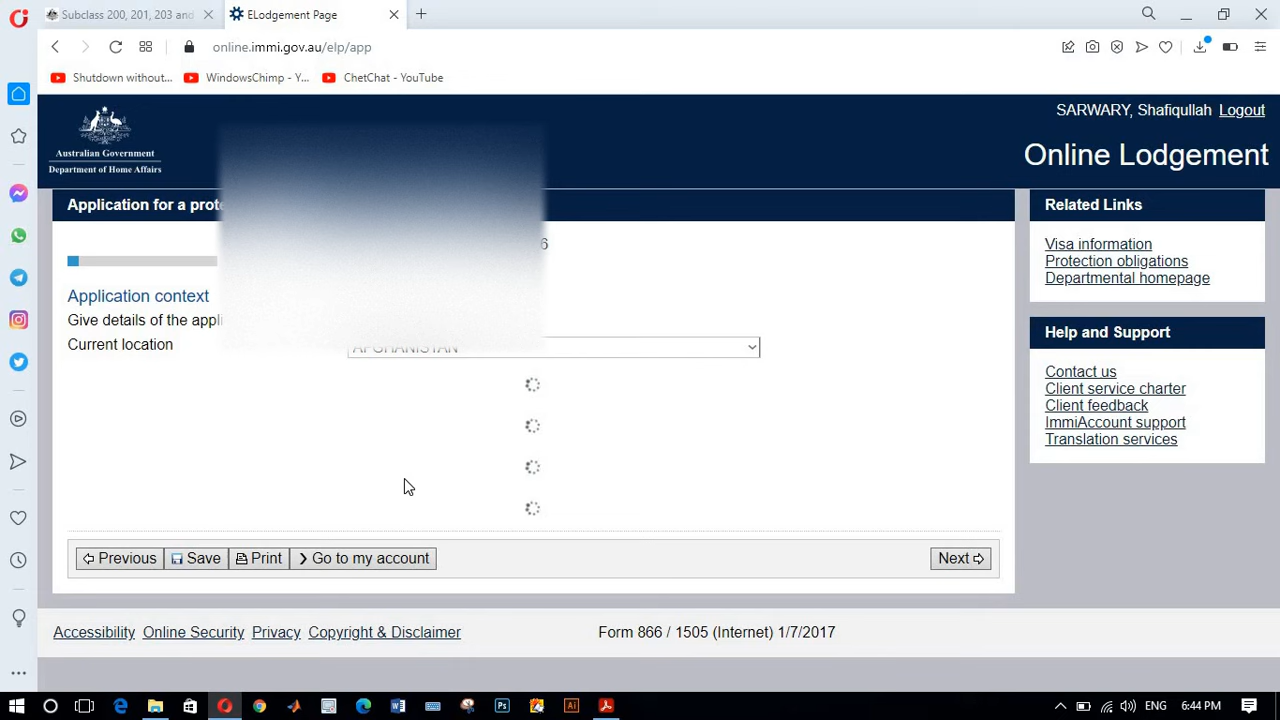 Subclass 200, 201, 203 and
ELodgement Page
online.immi.gov.au/elp/app
Shutdown without...
WindowsChimp - Y...
ChetChat - YouTube
SARWARY, Shafiqullah Logout
Australian Government
Department of Home Affairs
Online Lodgement
Application for a prote
6
Application context
Give details of the appli
Current location
AFGHANISTAN
Previous
Save
Print
Go to my account
Next
Related Links
Visa information
Protection obligations
Departmental homepage
Help and Support
Contact us
Client service charter
Client feedback
ImmiAccount support
Translation services
Accessibility Online Security Privacy Copyright & Disclaimer
Form 866 / 1505 (Internet) 1/7/2017
ENG
6:44 PM